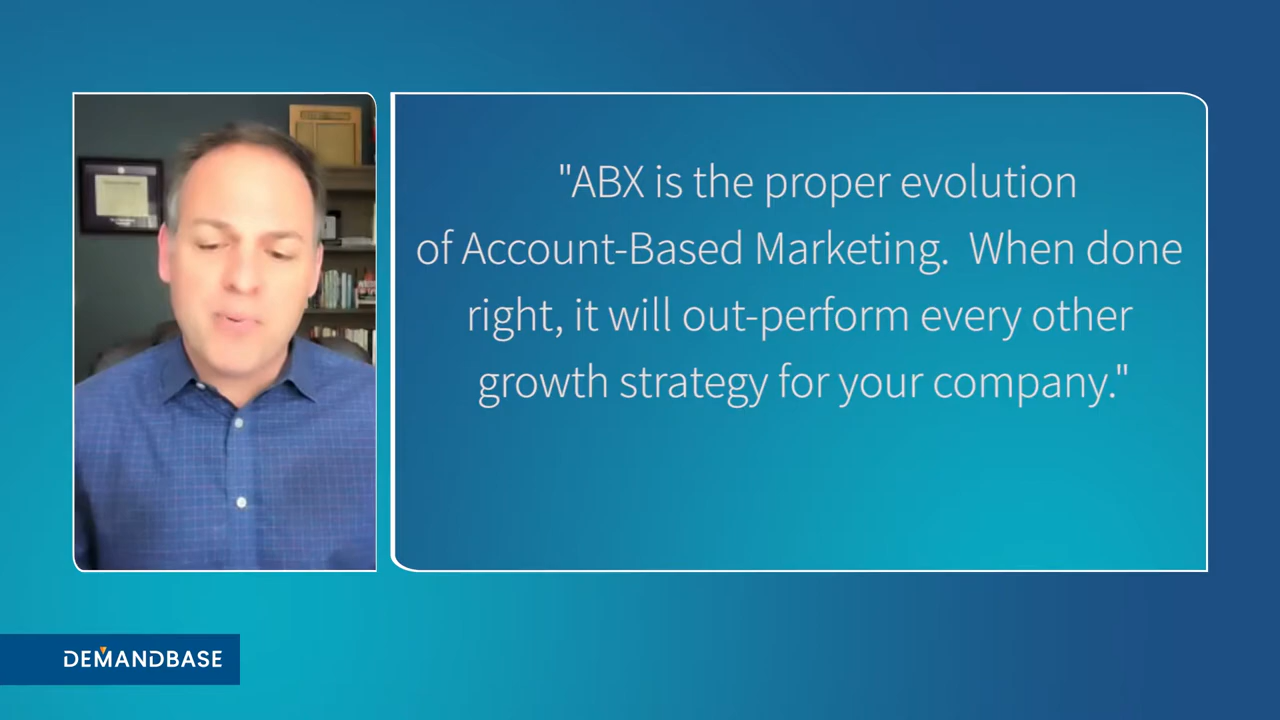 "ABX is the proper evolution
of Account-Based Marketing.  When done
right, it will out-perform every other
growth strategy for your company."
DEMANDBASE